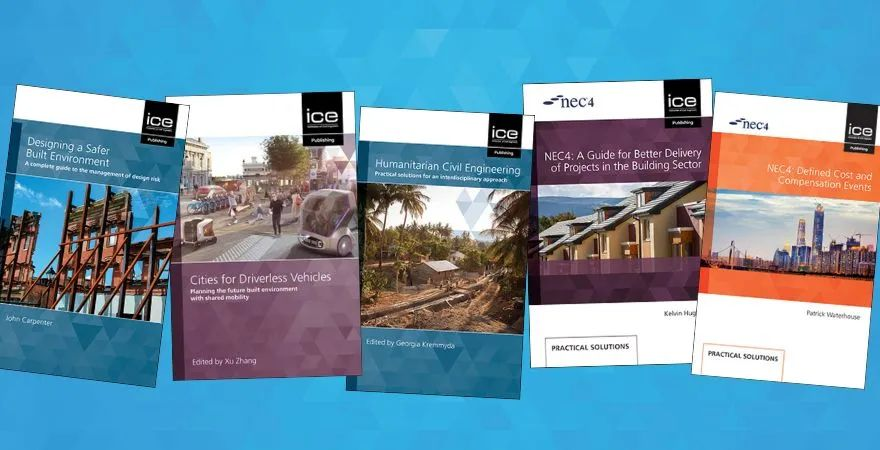 ice
Publishing
Designing a Safer
Built Environment
A complete guide to the management of design risk
John Carpenter
ice
Publishing
Cities for Driverless Vehicles
Planning the future built environment
with shared mobility
Edited by Xu Zhang
ice
Publishing
Humanitarian Civil Engineering
Practical solutions for an interdisciplinary approach
Edited by Georgia Kremmyda
nec4
ice
Publishing
NEC4: A Guide for Better Delivery
of Projects in the Building Sector
Kelvin Hug
PRACTICAL SOLUTIONS
nec4
ice
Publishing
NEC4: Defined Cost and
Compensation Events
Patrick Waterhouse
PRACTICAL SOLUTIONS